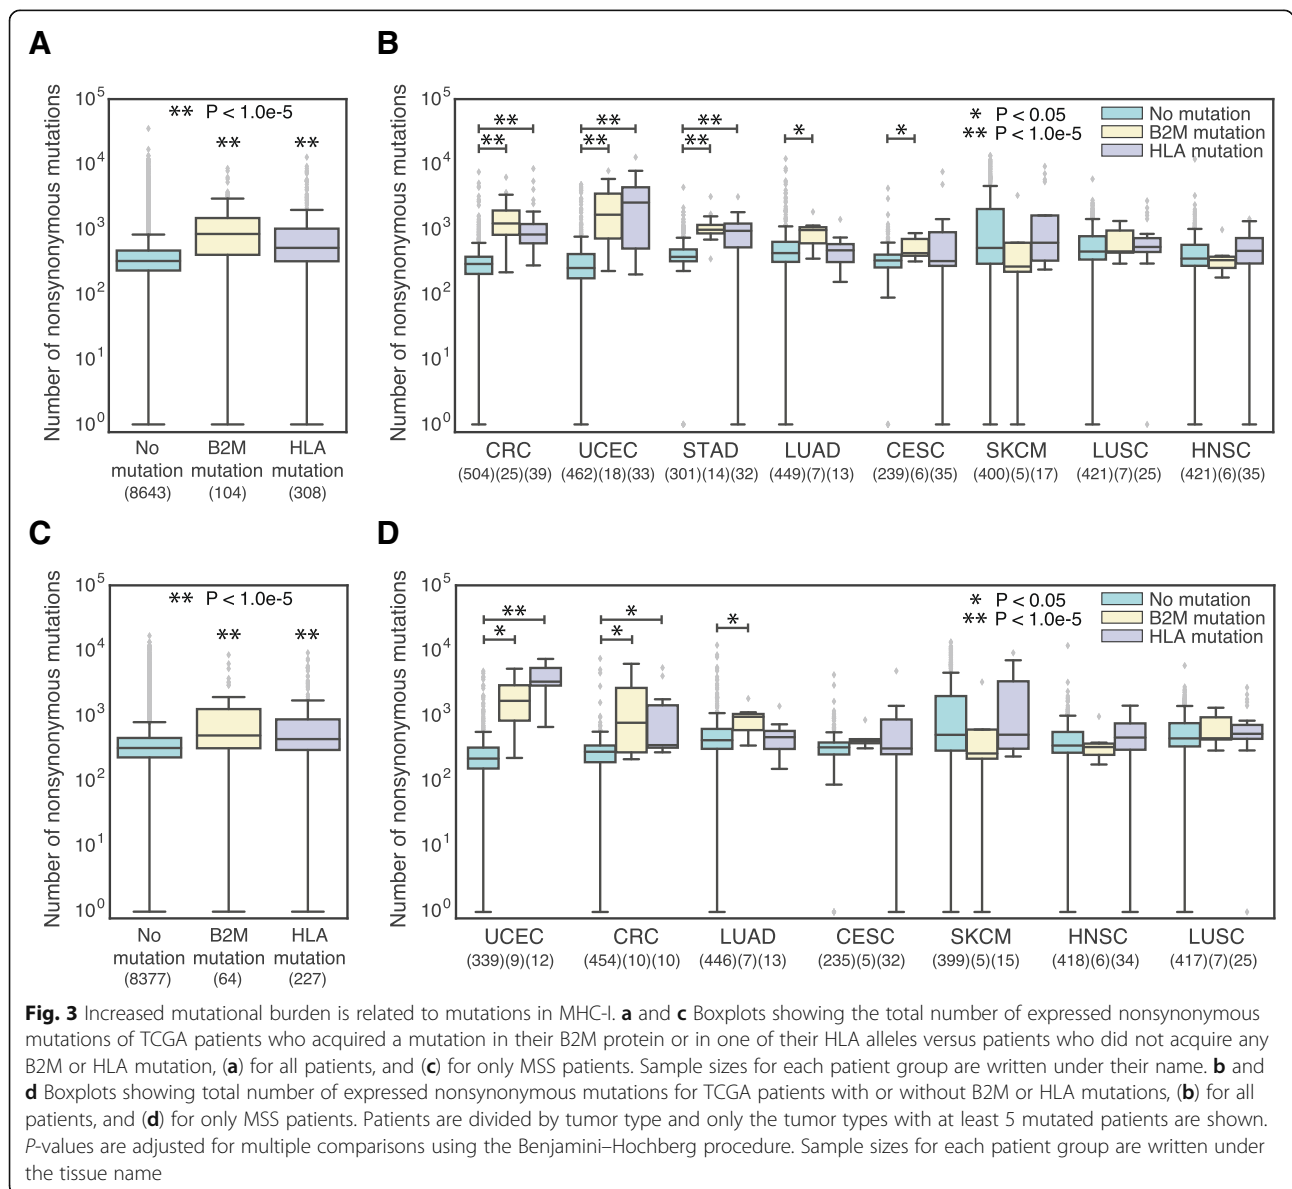 A
B
Number of nonsynonymous mutations
10^5
10^4
10^3
10^2
10^1
10^0
** P < 1.0e-5
**
**
No mutation
(8643)
B2M mutation
(104)
HLA mutation
(308)
Number of nonsynonymous mutations
10^5
10^4
10^3
10^2
10^1
10^0
**
**
**
**
**
**
*
*
* P < 0.05
** P < 1.0e-5
No mutation
B2M mutation
HLA mutation
CRC UCEC STAD LUAD CESC SKCM LUSC HNSC
(504)(25)(39) (462)(18)(33) (301)(14)(32) (449)(7)(13) (239)(6)(35) (400)(5)(17) (421)(7)(25) (421)(6)(35)
C
D
Number of nonsynonymous mutations
10^5
10^4
10^3
10^2
10^1
10^0
** P < 1.0e-5
**
**
No mutation
(8377)
B2M mutation
(64)
HLA mutation
(227)
Number of nonsynonymous mutations
10^5
10^4
10^3
10^2
10^1
10^0
**
*
*
*
*
* P < 0.05
** P < 1.0e-5
No mutation
B2M mutation
HLA mutation
UCEC CRC LUAD CESC SKCM HNSC LUSC
(339)(9)(12) (454)(10)(10) (446)(7)(13) (235)(5)(32) (399)(5)(15) (418)(6)(34) (417)(7)(25)
Fig. 3 Increased mutational burden is related to mutations in MHC-I. a and c Boxplots showing the total number of expressed nonsynonymous
mutations of TCGA patients who acquired a mutation in their B2M protein or in one of their HLA alleles versus patients who did not acquire any
B2M or HLA mutation, (a) for all patients, and (c) for only MSS patients. Sample sizes for each patient group are written under their name. b and
d Boxplots showing total number of expressed nonsynonymous mutations for TCGA patients with or without B2M or HLA mutations, (b) for all
patients, and (d) for only MSS patients. Patients are divided by tumor type and only the tumor types with at least 5 mutated patients are shown.
P-values are adjusted for multiple comparisons using the Benjamini–Hochberg procedure. Sample sizes for each patient group are written under
the tissue name